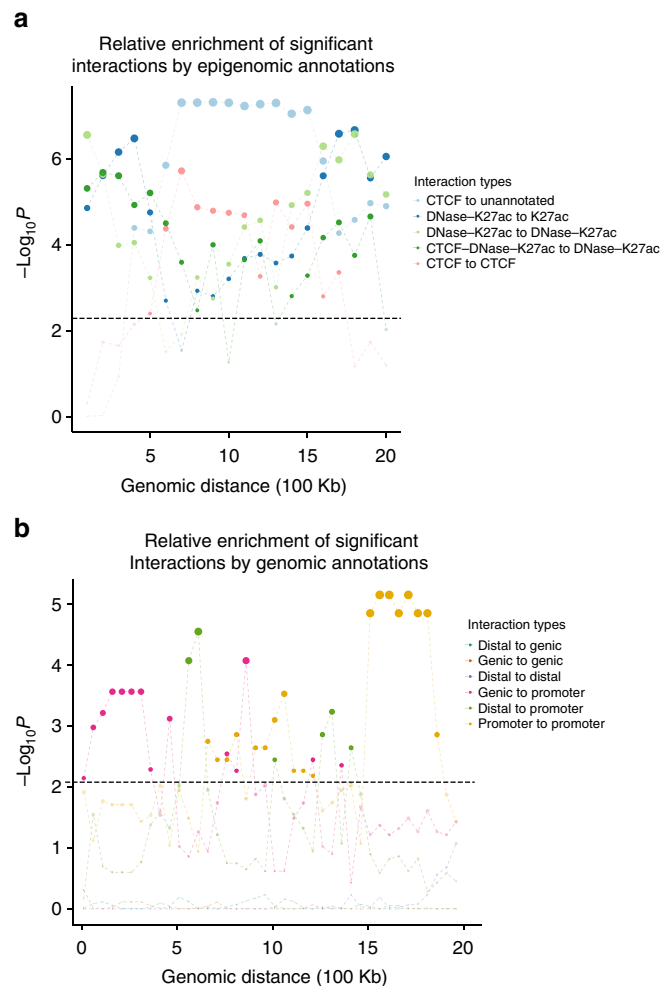 a
Relative enrichment of significant
interactions by epigenomic annotations
6
4
2
0
–Log10P
5
10
15
20
Genomic distance (100 Kb)
Interaction types
CTCF to unannotated
DNase–K27ac to K27ac
DNase–K27ac to DNase–K27ac
CTCF–DNase–K27ac to DNase–K27ac
CTCF to CTCF
b
Relative enrichment of significant
Interactions by genomic annotations
5
4
3
2
1
0
–Log10P
0
5
10
15
20
Genomic distance (100 Kb)
Interaction types
Distal to genic
Genic to genic
Distal to distal
Genic to promoter
Distal to promoter
Promoter to promoter